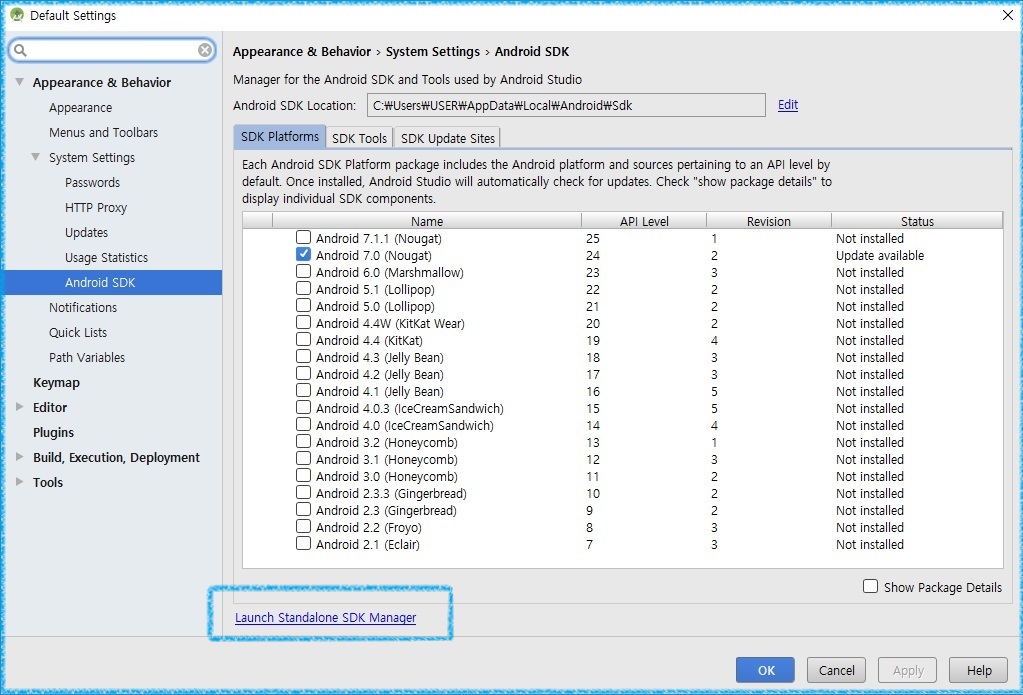 Default Settings
Appearance & Behavior
Appearance
Menus and Toolbars
System Settings
Passwords
HTTP Proxy
Updates
Usage Statistics
Android SDK
Notifications
Quick Lists
Path Variables
Keymap
Editor
Plugins
Build, Execution, Deployment
Tools
Appearance & Behavior › System Settings › Android SDK
Manager for the Android SDK and Tools used by Android Studio
Android SDK Location: C:₩Users₩USER₩AppData₩Local₩Android₩Sdk Edit
SDK Platforms SDK Tools SDK Update Sites
Each Android SDK Platform package includes the Android platform and sources pertaining to an API level by
default. Once installed, Android Studio will automatically check for updates. Check "show package details" to
display individual SDK components.
Name API Level Revision Status
Android 7.1.1 (Nougat) 25 1 Not installed
Android 7.0 (Nougat) 24 2 Update available
Android 6.0 (Marshmallow) 23 3 Not installed
Android 5.1 (Lollipop) 22 2 Not installed
Android 5.0 (Lollipop) 21 2 Not installed
Android 4.4W (KitKat Wear) 20 2 Not installed
Android 4.4 (KitKat) 19 4 Not installed
Android 4.3 (Jelly Bean) 18 3 Not installed
Android 4.2 (Jelly Bean) 17 3 Not installed
Android 4.1 (Jelly Bean) 16 5 Not installed
Android 4.0.3 (IceCreamSandwich) 15 5 Not installed
Android 4.0 (IceCreamSandwich) 14 4 Not installed
Android 3.2 (Honeycomb) 13 1 Not installed
Android 3.1 (Honeycomb) 12 3 Not installed
Android 3.0 (Honeycomb) 11 2 Not installed
Android 2.3.3 (Gingerbread) 10 2 Not installed
Android 2.3 (Gingerbread) 9 2 Not installed
Android 2.2 (Froyo) 8 3 Not installed
Android 2.1 (Eclair) 7 3 Not installed
Show Package Details
Launch Standalone SDK Manager
OK Cancel Apply Help